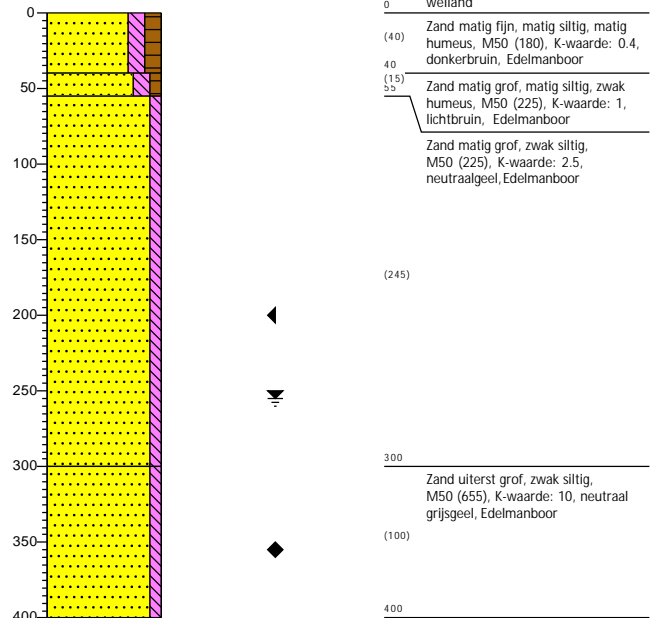 0
50
100
150
200
250
300
350
400
0
weiland
(40)
Zand matig fijn, matig siltig, matig
humeus, M50 (180), K-waarde: 0.4,
donkerbruin, Edelmanboor
40
(15)
55
Zand matig grof, matig siltig, zwak
humeus, M50 (225), K-waarde: 1,
lichtbruin, Edelmanboor
Zand matig grof, zwak siltig,
M50 (225), K-waarde: 2.5,
neutraalgeel, Edelmanboor
(245)
300
Zand uiterst grof, zwak siltig,
M50 (655), K-waarde: 10, neutraal
grijsgeel, Edelmanboor
(100)
400